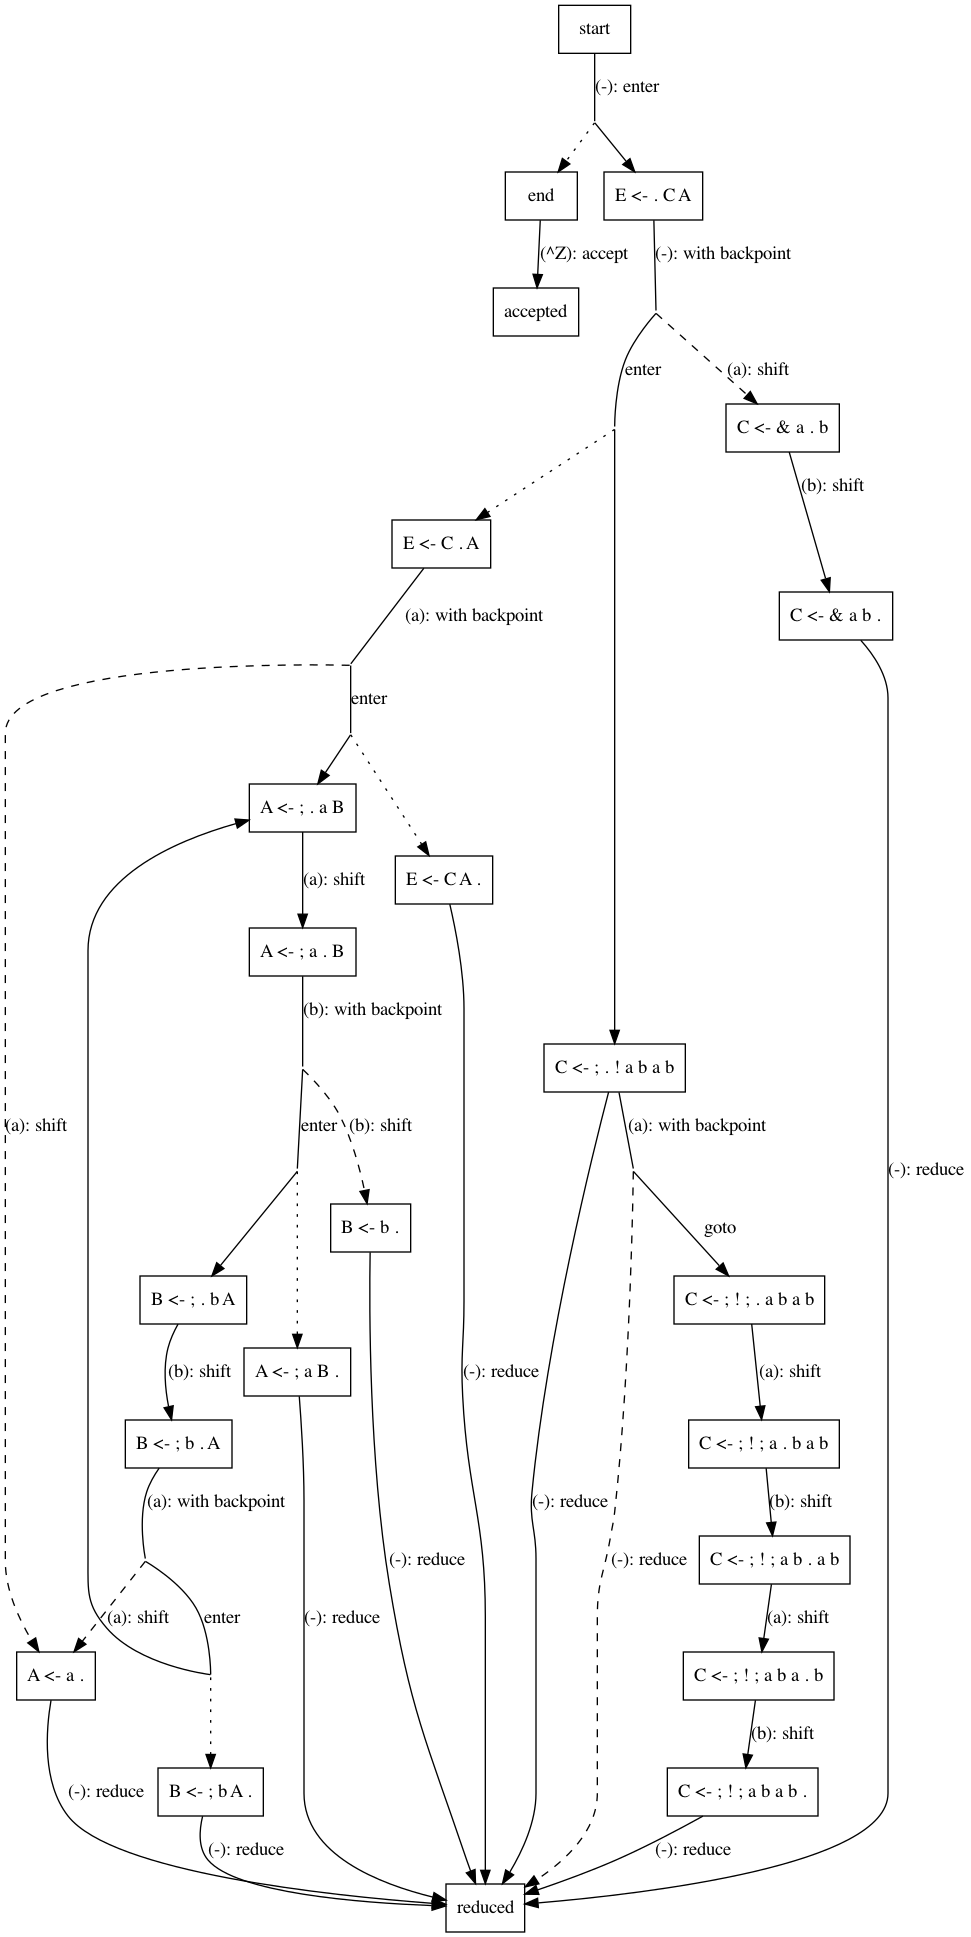 start
(-): enter
end
E <- . C A
(^Z): accept
(-): with backpoint
accepted
enter
(a): shift
C <- & a . b
(b): shift
E <- C . A
(a): with backpoint
C <- & a b .
enter
A <- ; . a B
(a): shift
E <- C A .
A <- ; a . B
(b): with backpoint
C <- ; . ! a b a b
(a): shift
enter
(b): shift
(a): with backpoint
(-): reduce
B <- b .
goto
B <- ; . b A
C <- ; ! ; . a b a b
(b): shift
A <- ; a B .
(-): reduce
(a): shift
B <- ; b . A
C <- ; ! ; a . b a b
(a): with backpoint
(-): reduce
(b): shift
(-): reduce
(-): reduce
C <- ; ! ; a b . a b
(a): shift
enter
(-): reduce
(a): shift
A <- a .
C <- ; ! ; a b a . b
(b): shift
(-): reduce
B <- ; b A .
C <- ; ! ; a b a b .
(-): reduce
(-): reduce
reduced